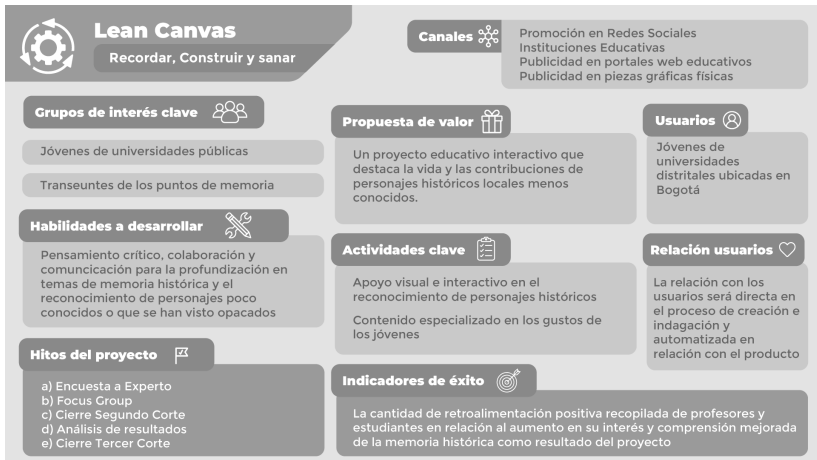 Lean Canvas
Recordar, Construir y sanar
Canales
Promoción en Redes Sociales
Instituciones Educativas
Publicidad en portales web educativos
Publicidad en piezas gráficas físicas
Grupos de interés clave
Jóvenes de universidades públicas
Transeuntes de los puntos de memoria
Propuesta de valor
Un proyecto educativo interactivo que
destaca la vida y las contribuciones de
personajes históricos locales menos
conocidos.
Usuarios
Jóvenes de
universidades
distritales ubicadas en
Bogotá
Habilidades a desarrollar
Pensamiento crítico, colaboración y
comuncicación para la profundización en
temas de memoria histórica y el
reconocimiento de personajes poco
conocidos o que se han visto opacados
Actividades clave
Apoyo visual e interactivo en el
reconocimiento de personajes históricos
Contenido especializado en los gustos de
los jóvenes
Relación usuarios
La relación con los
usuarios será directa en
el proceso de creación e
indagación y
automatizada en
relación con el producto
Hitos del proyecto
a) Encuesta a Experto
b) Focus Group
c) Cierre Segundo Corte
d) Análisis de resultados
e) Cierre Tercer Corte
Indicadores de éxito
La cantidad de retroalimentación positiva recopilada de profesores y
estudiantes en relación al aumento en su interés y comprensión mejorada
de la memoria histórica como resultado del proyecto